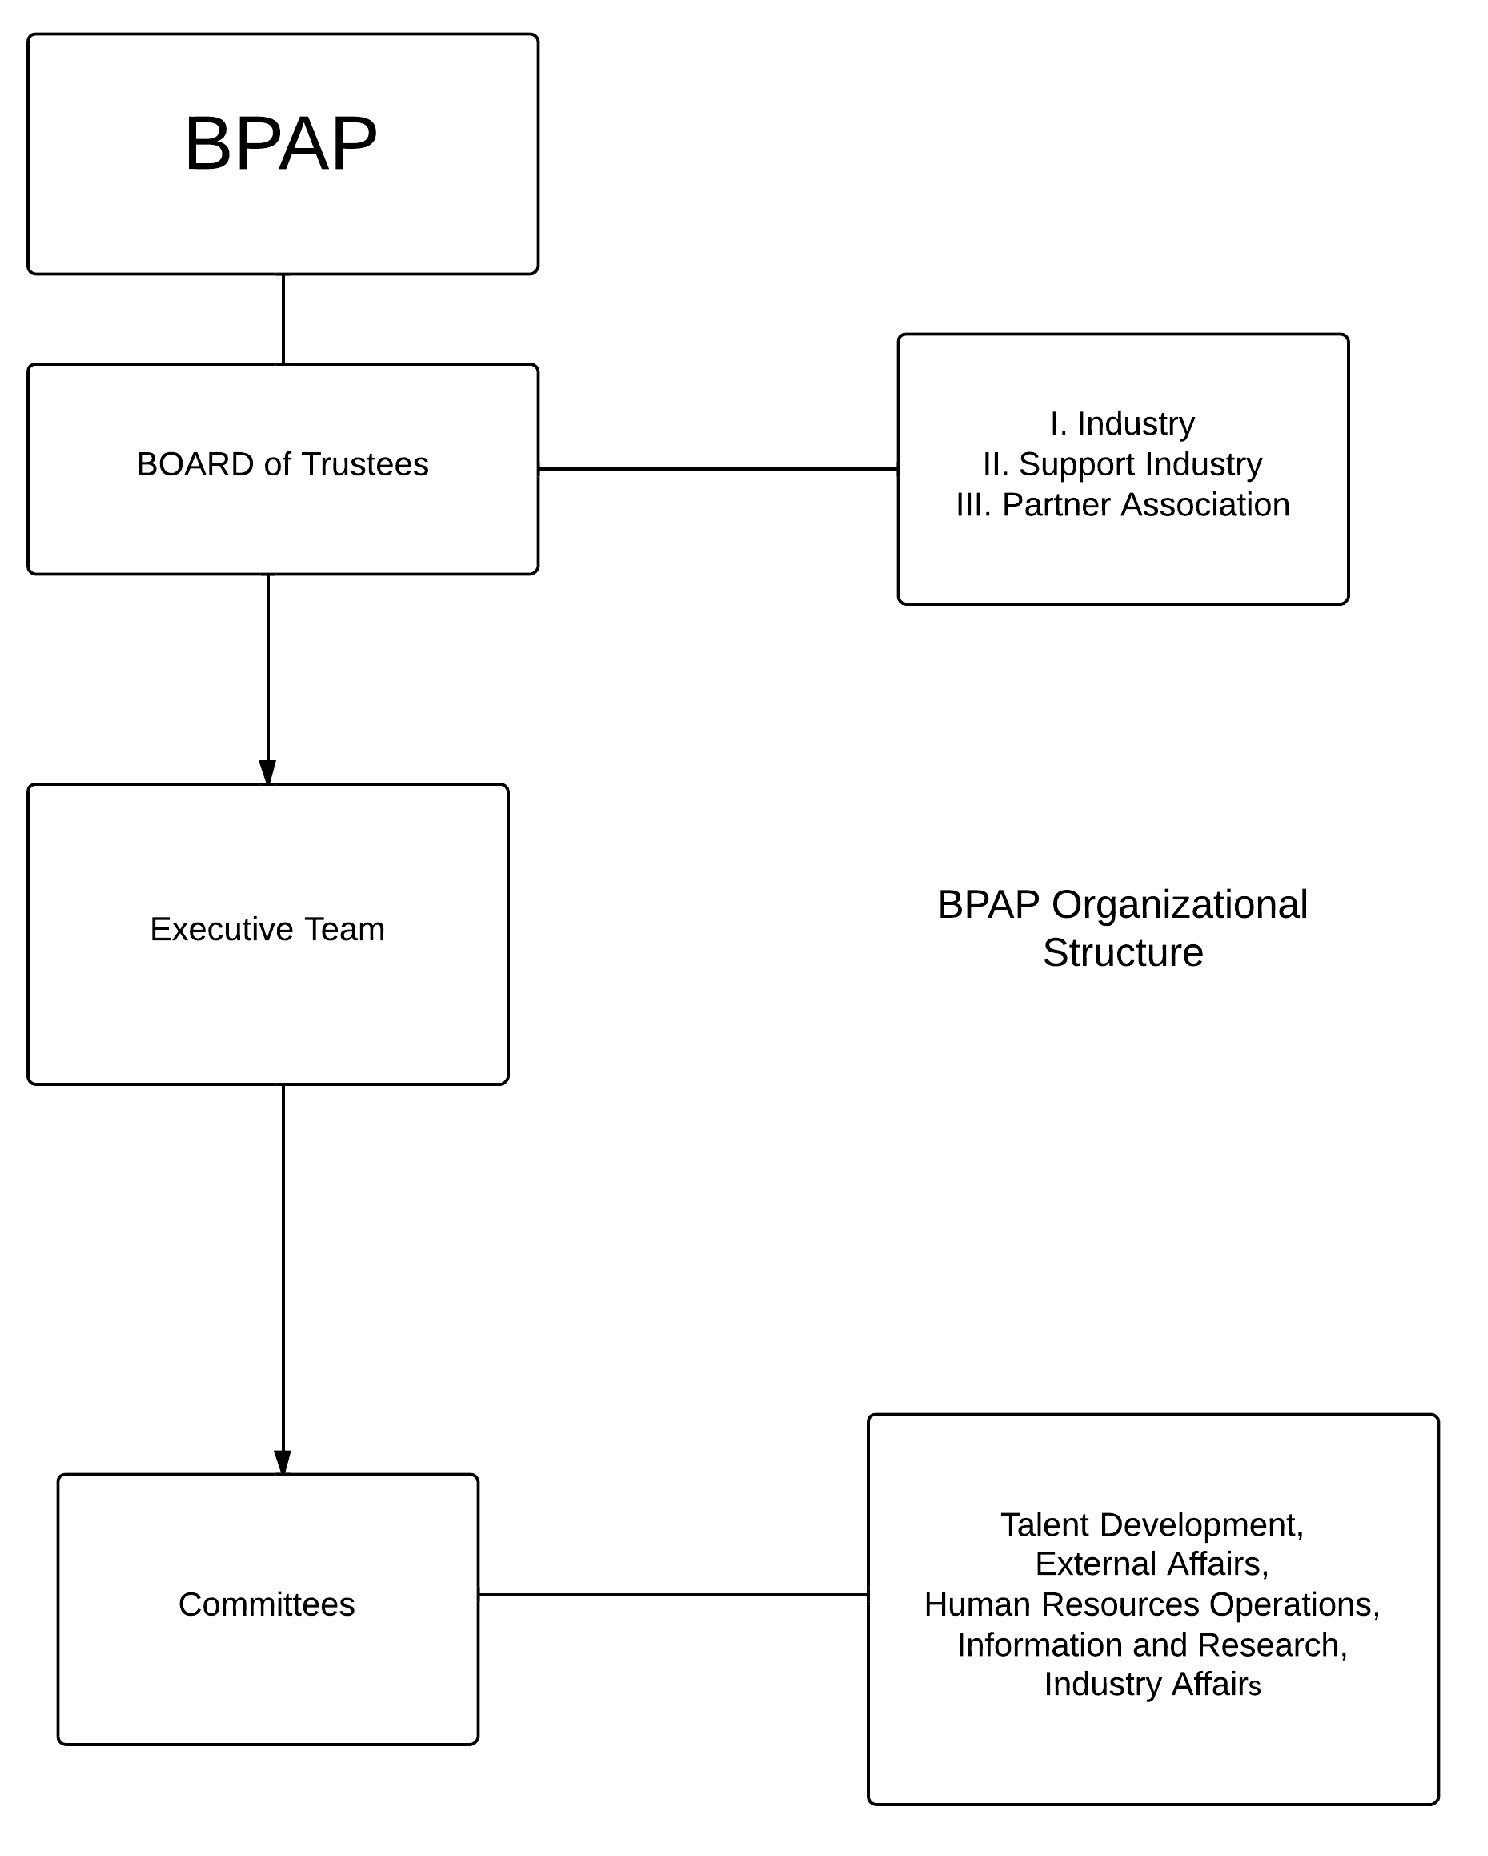 BPAP
BOARD of Trustees
I. Industry
II. Support Industry
III. Partner Association
Executive Team
BPAP Organizational
Structure
Committees
Talent Development,
External Affairs,
Human Resources Operations,
Information and Research,
Industry Affairs